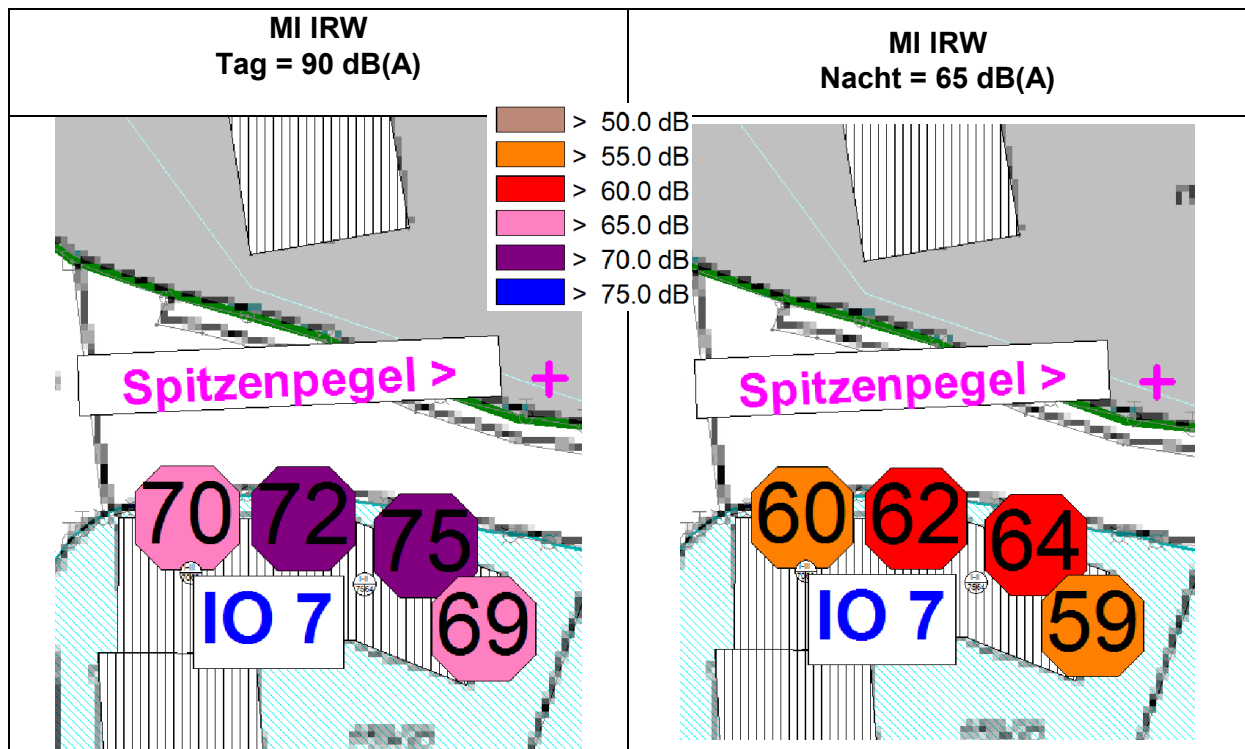 MI IRW
Tag = 90 dB(A)
MI IRW
Nacht = 65 dB(A)
> 50.0 dB
> 55.0 dB
> 60.0 dB
> 65.0 dB
> 70.0 dB
> 75.0 dB
Spitzenpegel > +
70
72
75
69
IO 7
Spitzenpegel > +
60
62
64
59
IO 7